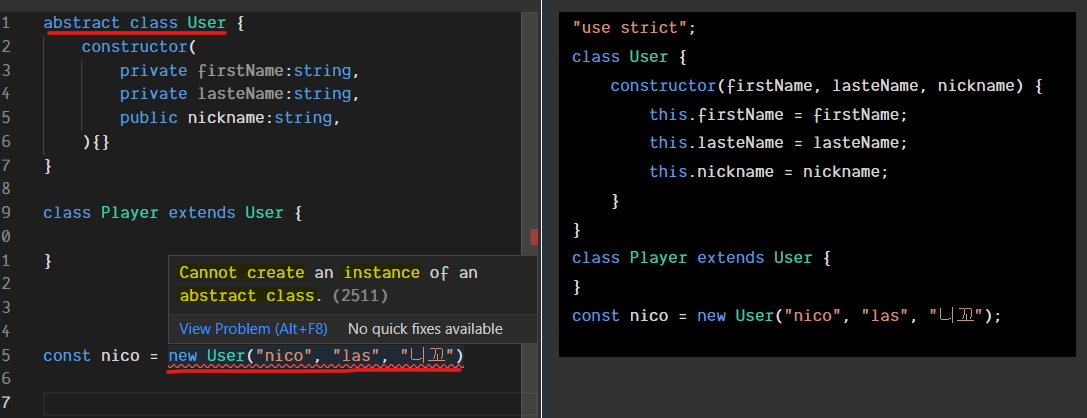 1 abstract class User {
2 constructor(
3 private firstName:string,
4 private lasteName:string,
5 public nickname:string,
6 ){}
7 }
8
9 class Player extends User {
0
1 }
2
3
4
5 const nico = new User("nico", "las", "니꼬")
6
7
Cannot create an instance of an
abstract class. (2511)
View Problem (Alt+F8) No quick fixes available
"use strict";
class User {
constructor(firstName, lasteName, nickname) {
this.firstName = firstName;
this.lasteName = lasteName;
this.nickname = nickname;
}
}
class Player extends User {
}
const nico = new User("nico", "las", "니꼬");